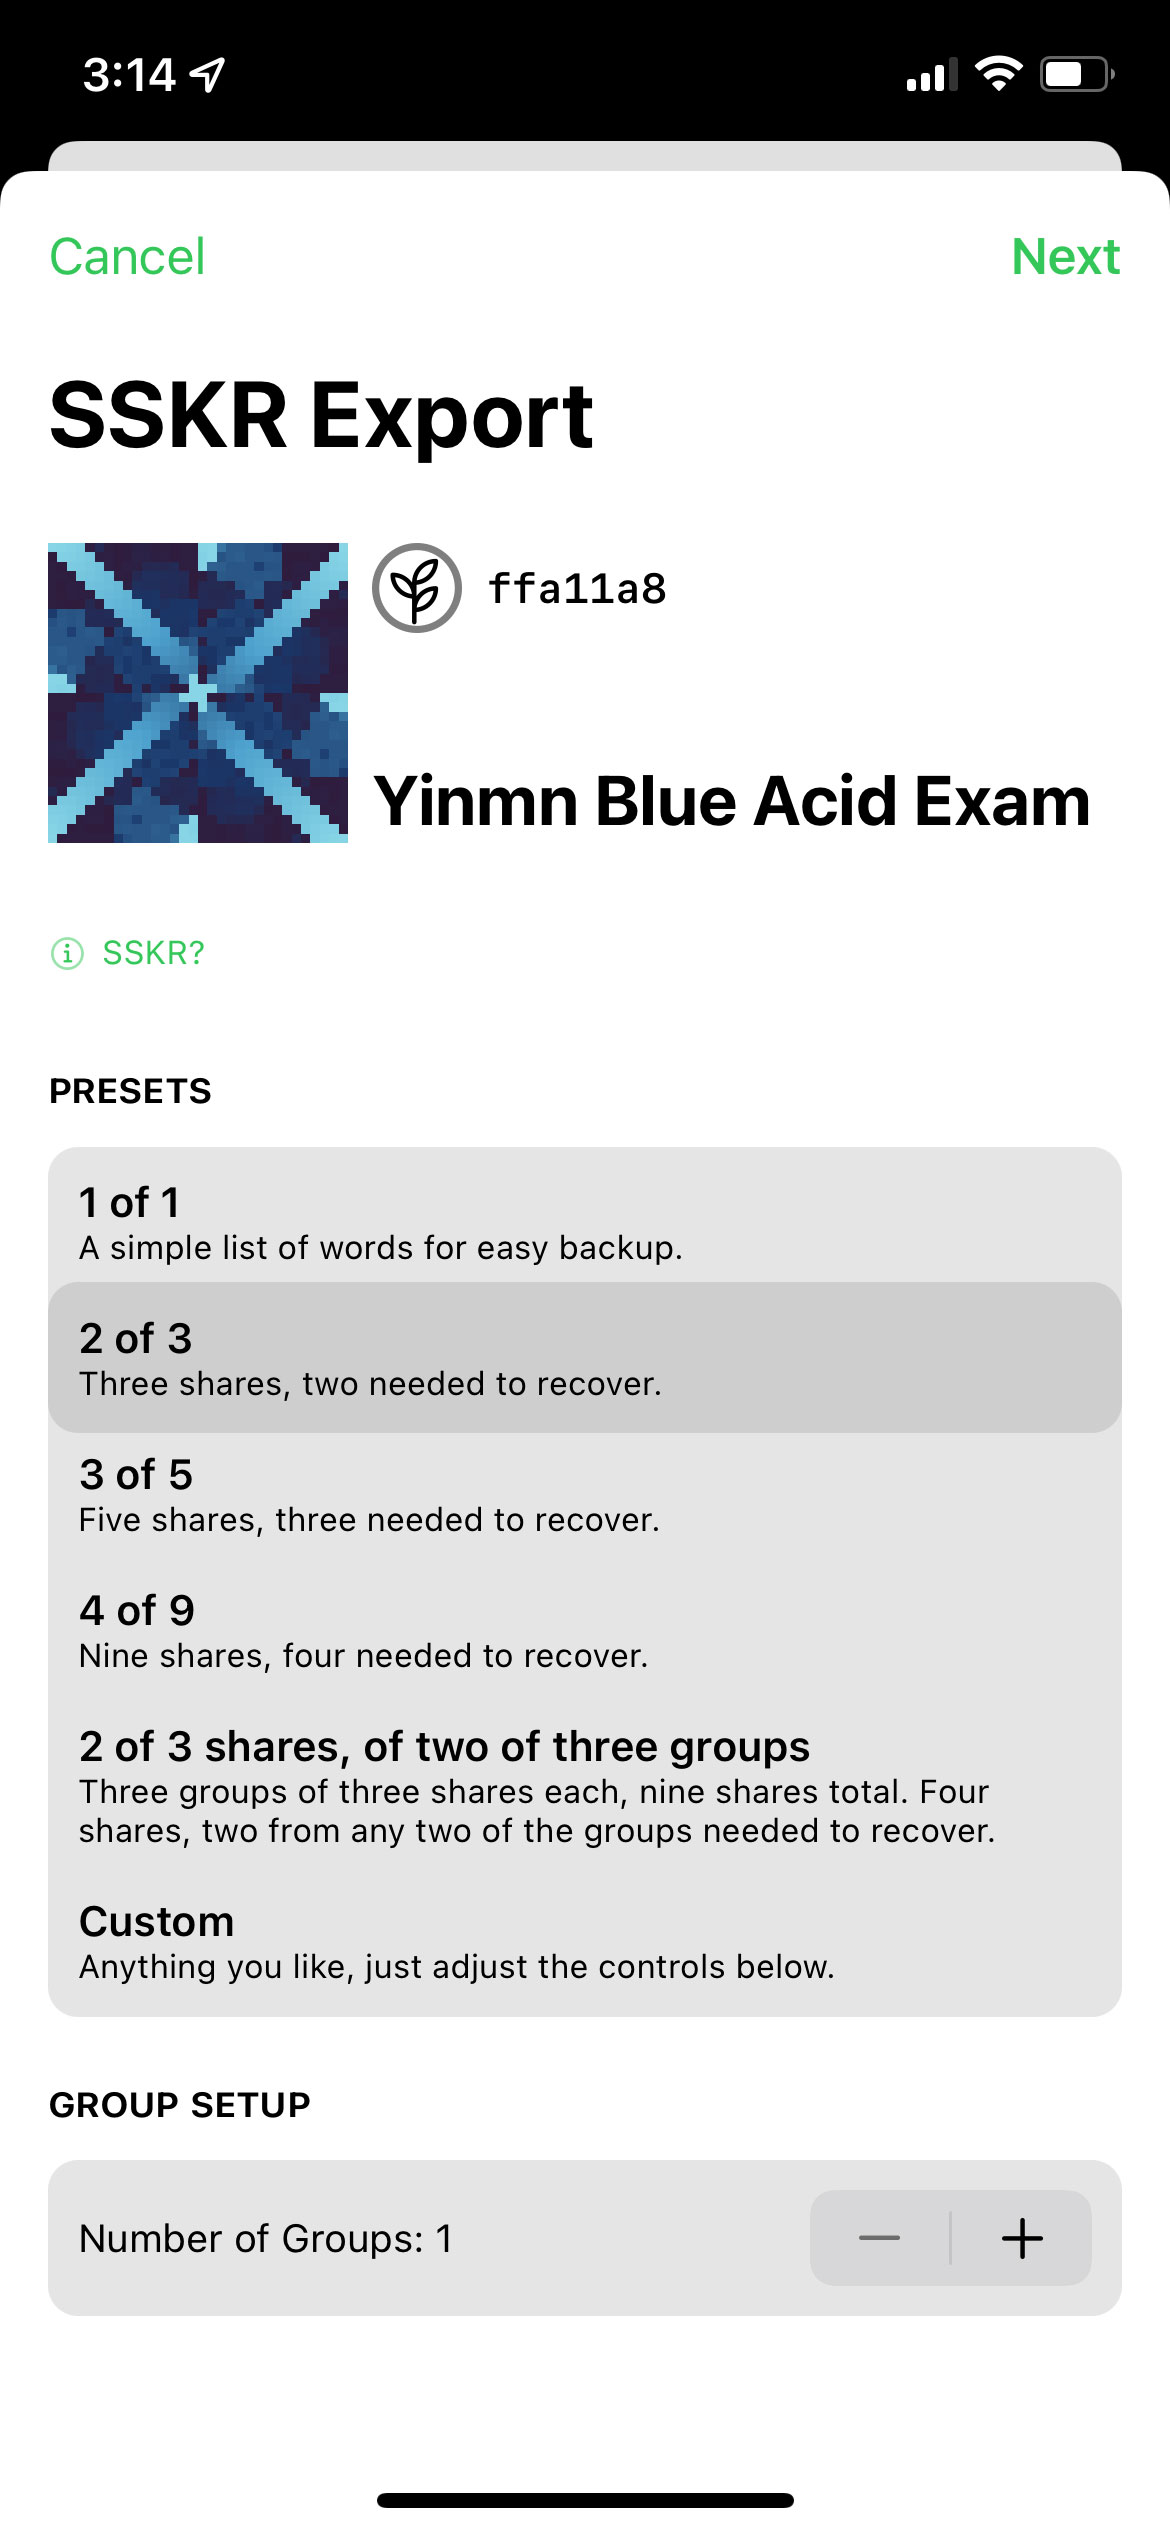 3:14
Cancel
Next
SSKR Export
ffa11a8
Yinmn Blue Acid Exam
SSKR?
PRESETS
1 of 1
A simple list of words for easy backup.
2 of 3
Three shares, two needed to recover.
3 of 5
Five shares, three needed to recover.
4 of 9
Nine shares, four needed to recover.
2 of 3 shares, of two of three groups
Three groups of three shares each, nine shares total. Four
shares, two from any two of the groups needed to recover.
Custom
Anything you like, just adjust the controls below.
GROUP SETUP
Number of Groups: 1